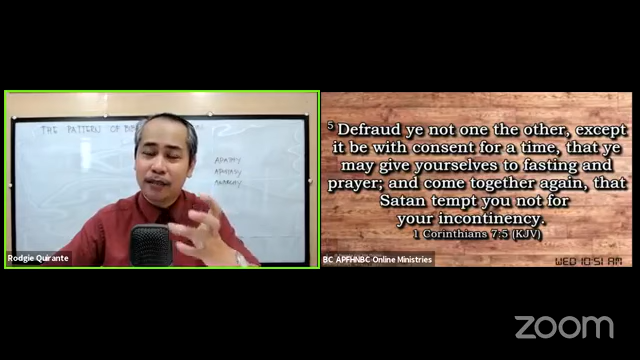 THE PATTERN OF
APATHY
APOSTASY
ANARCHY
Rodgie Quirante
5 Defraud ye not one the other, except
it be with consent for a time, that ye
may give yourselves to fasting and
prayer; and come together again, that
Satan tempt you not for
your incontinency.
1 Corinthians 7:5 (KJV)
BC APFHNBC Online Ministries
WED 10:51 AM
zoom